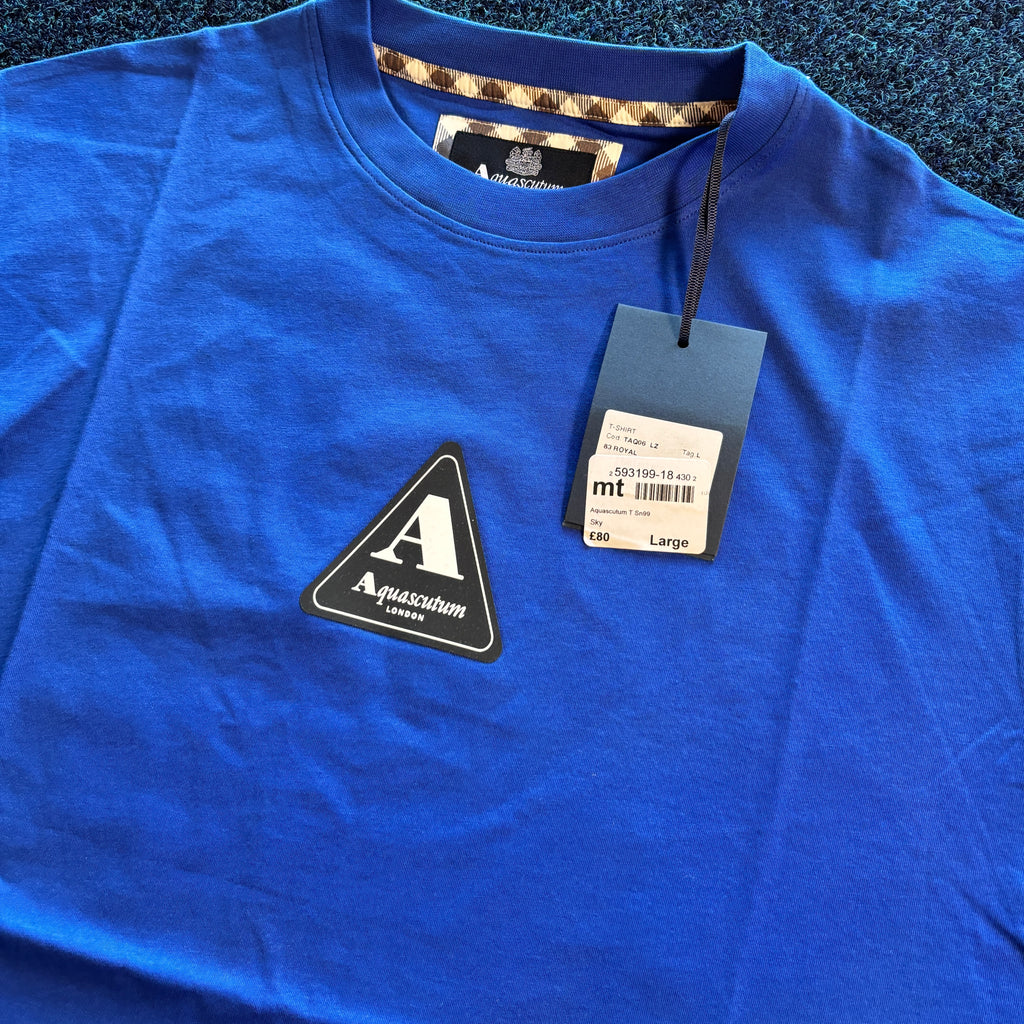 Aquascutum
T-SHIRT
Cod. TAQ06 LZ
83 ROYAL Tag.L
2 593199-18 430 2
mt
Aquascutum T Sn99
Sky
£80 Large
A
Aquascutum
LONDON